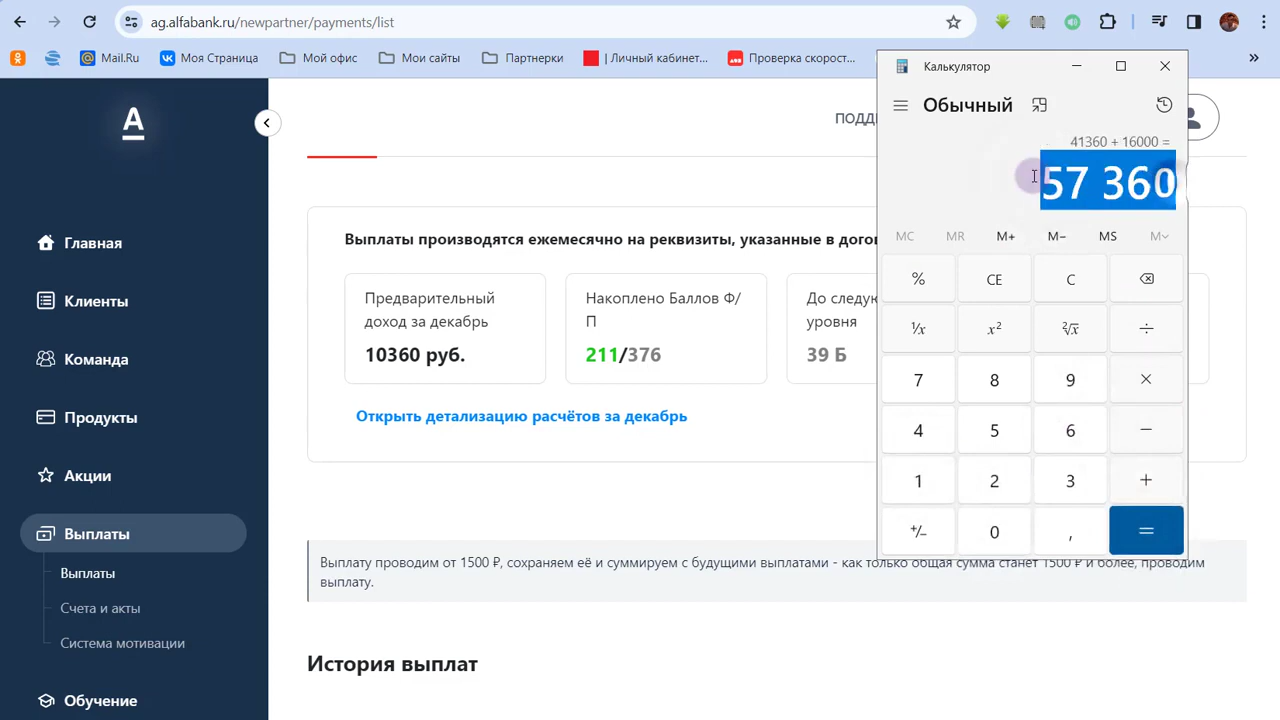 ag.alfabank.ru/newpartner/payments/list
Mail.Ru
Моя Страница
Мой офис
Мои сайты
Партнерки
| Личный кабинет...
Проверка скорост...
»
А
Главная
Клиенты
Команда
Продукты
Акции
Выплаты
Выплаты
Счета и акты
Система мотивации
Обучение
Выплаты производятся ежемесячно на реквизиты, указанные в
Предварительный
доход за декабрь
10360 руб.
Накоплено Баллов Ф/
П
211/376
До
уровня
39 Б
Открыть детализацию расчётов за декабрь
Выплату проводим от 1500 ₽, сохраняем её и суммируем с будущими выплатами - как только общая сумма станет 1500 ₽ и более, проводим
выплату.
История выплат
Калькулятор
Обычный
41360 + 16000 =
57 360
MC MR M+ M− MS M
% CE C
¹/x x² ²√x ÷
7 8 9 ×
4 5 6 −
1 2 3 +
+/− 0 , =